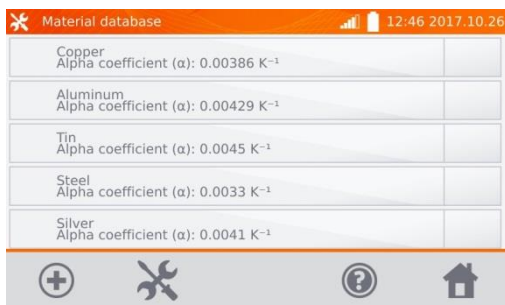 Material database
12:46 2017.10.26
Copper
Alpha coefficient (α): 0.00386 K⁻¹
Aluminum
Alpha coefficient (α): 0.00429 K⁻¹
Tin
Alpha coefficient (α): 0.0045 K⁻¹
Steel
Alpha coefficient (α): 0.0033 K⁻¹
Silver
Alpha coefficient (α): 0.0041 K⁻¹